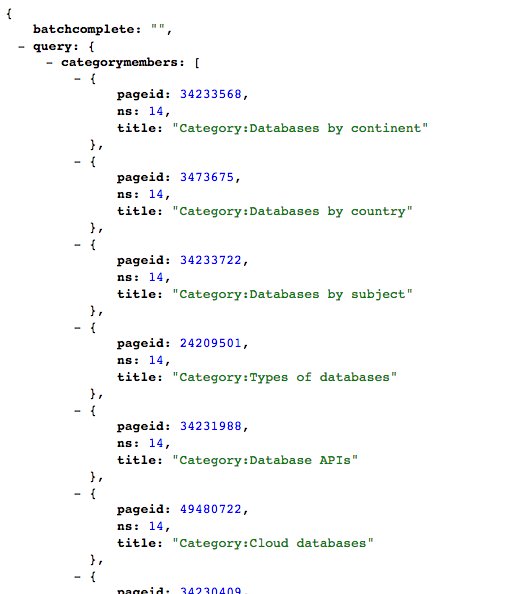 {
batchcomplete: "",
- query: {
- categorymembers: [
- {
pageid: 34233568,
ns: 14,
title: "Category:Databases by continent"
},
- {
pageid: 3473675,
ns: 14,
title: "Category:Databases by country"
},
- {
pageid: 34233722,
ns: 14,
title: "Category:Databases by subject"
},
- {
pageid: 24209501,
ns: 14,
title: "Category:Types of databases"
},
- {
pageid: 34231988,
ns: 14,
title: "Category:Database APIs"
},
- {
pageid: 49480722,
ns: 14,
title: "Category:Cloud databases"
},
- {
pageid: 34230409,